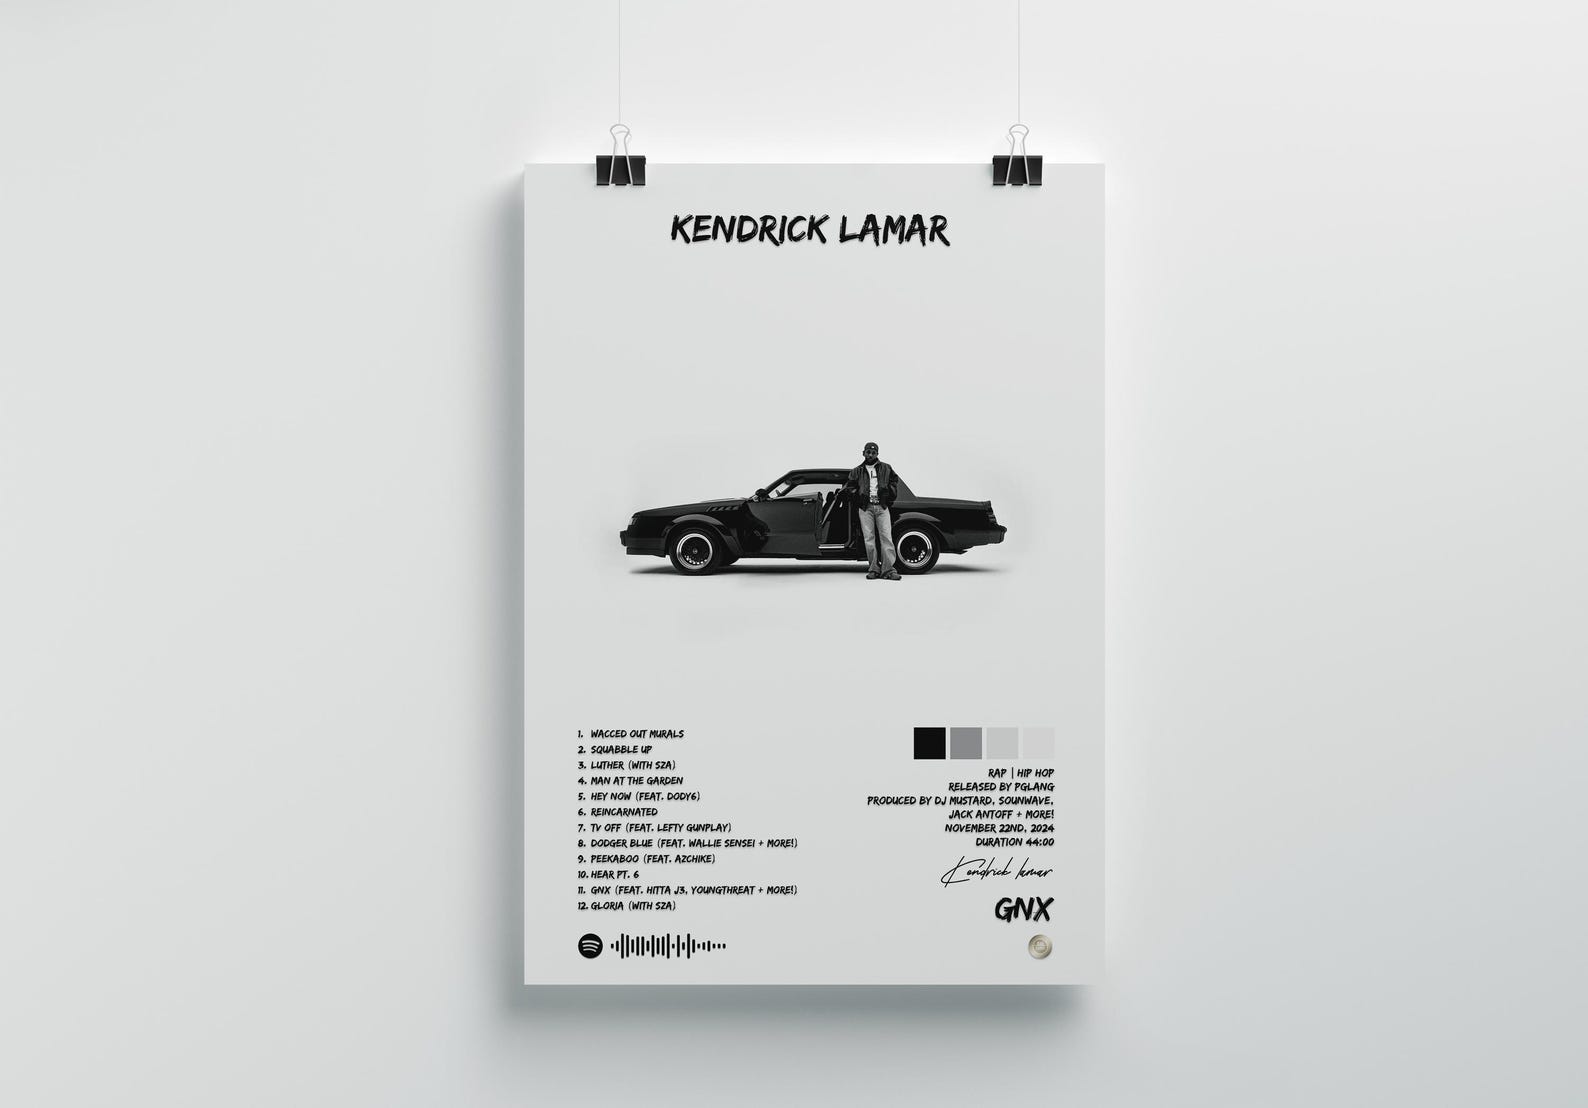 KENDRICK LAMAR
1. WACCED OUT MURALS
2. SQUABBLE UP
3. LUTHER (WITH SZA)
4. MAN AT THE GARDEN
5. HEY NOW (FEAT. DODY6)
6. REINCARNATED
7. TV OFF (FEAT. LEFTY GUNPLAY)
8. DODGER BLUE (FEAT. WALLIE SENSEI + MORE!)
9. PEEKABOO (FEAT. AZCHIKE)
10. HEAR PT. 6
11. GNX (FEAT. HITTA J3, YOUNGTHREAT + MORE!)
12. GLORIA (WITH SZA)
RAP | HIP HOP
RELEASED BY PGLANG
PRODUCED BY DJ MUSTARD, SOUNWAVE,
JACK ANTOFF + MORE!
NOVEMBER 22ND, 2024
DURATION 44:00
Kendrick lamar
GNX